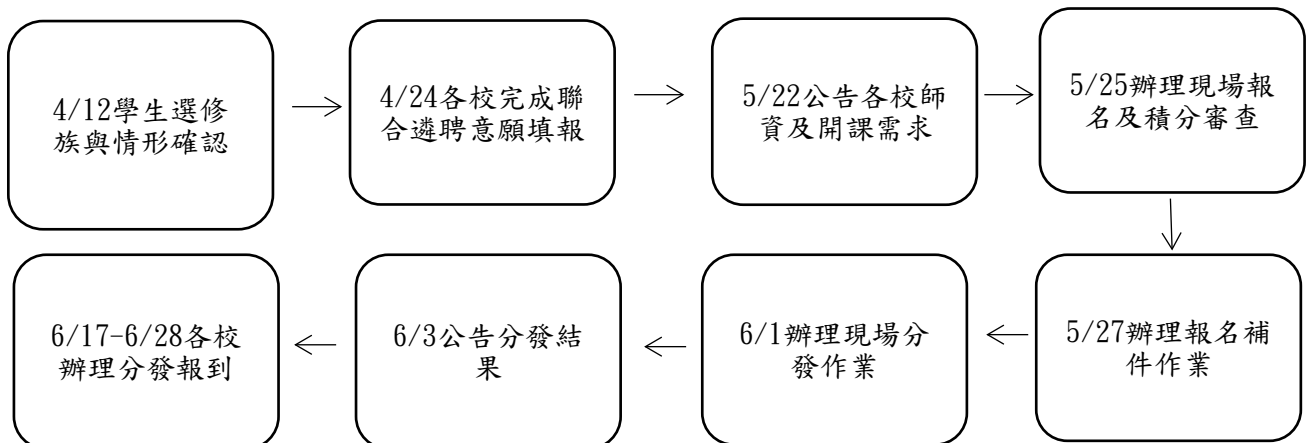 4/12學生選修
族與情形確認
4/24各校完成聯
合遴聘意願填報
5/22公告各校師
資及開課需求
5/25辦理現場報
名及積分審查
5/27辦理報名補
件作業
6/1辦理現場分
發作業
6/3公告分發結
果
6/17-6/28各校
辦理分發報到